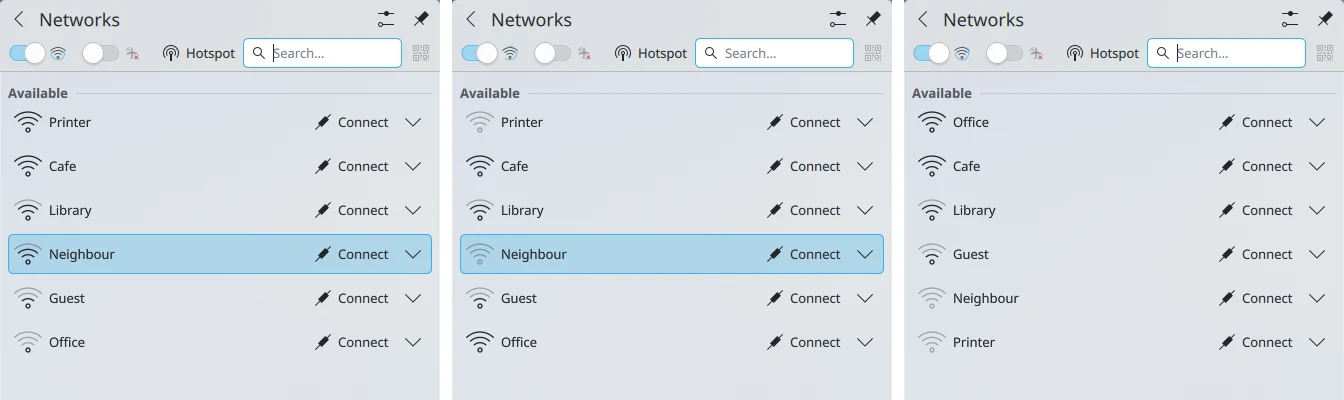 Networks
Hotspot Search...
Available
Printer Connect
Cafe Connect
Library Connect
Neighbour Connect
Guest Connect
Office Connect
Networks
Hotspot Search...
Available
Printer Connect
Cafe Connect
Library Connect
Neighbour Connect
Guest Connect
Office Connect
Networks
Hotspot Search...
Available
Office Connect
Cafe Connect
Library Connect
Guest Connect
Neighbour Connect
Printer Connect